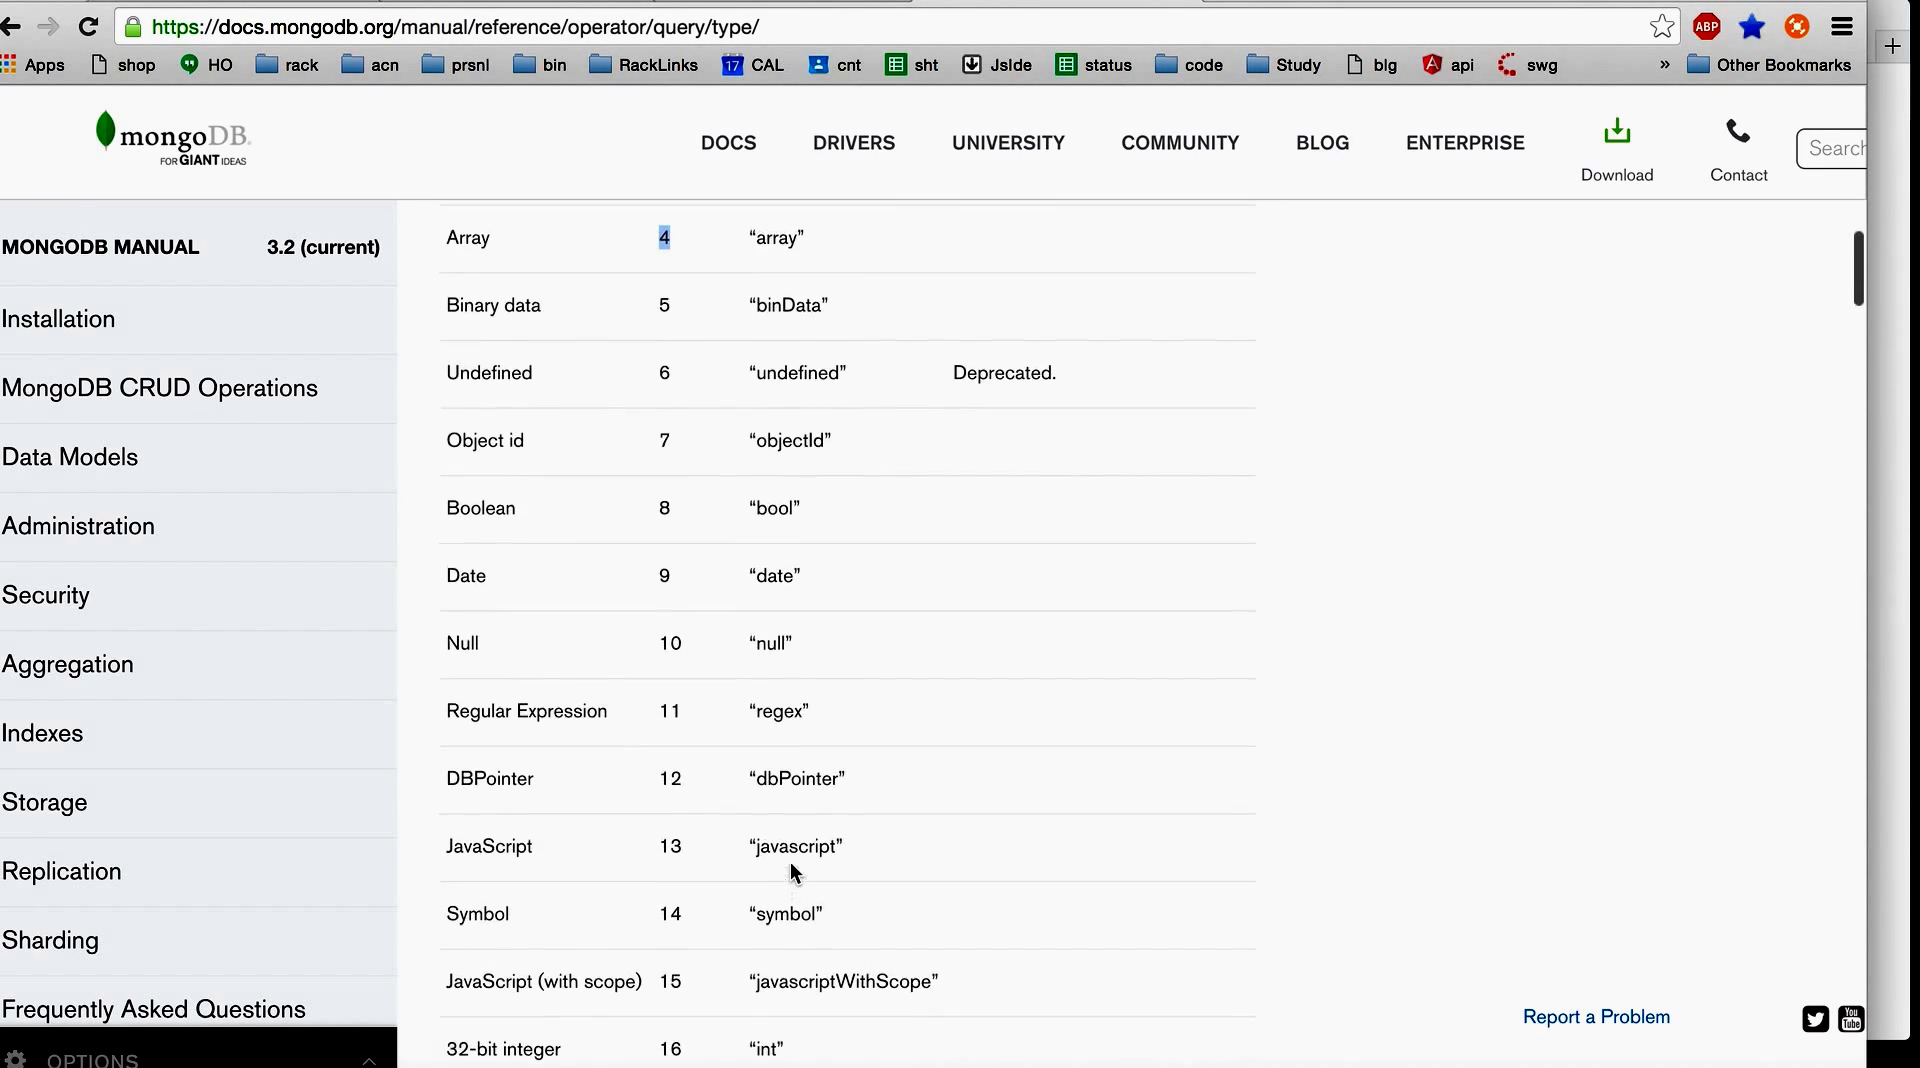 https://docs.mongodb.org/manual/reference/operator/query/type/
ABP
Apps shop HO rack acn prsnl bin RackLinks 17 CAL cnt sht JsIde status code Study blg api swg » Other Bookmarks
mongoDB.
FOR GIANT IDEAS
DOCS DRIVERS UNIVERSITY COMMUNITY BLOG ENTERPRISE Download Contact Search
MONGODB MANUAL 3.2 (current)
Installation
MongoDB CRUD Operations
Data Models
Administration
Security
Aggregation
Indexes
Storage
Replication
Sharding
Frequently Asked Questions
OPTIONS
Array 4 “array”
Binary data 5 “binData”
Undefined 6 “undefined” Deprecated.
Object id 7 “objectId”
Boolean 8 “bool”
Date 9 “date”
Null 10 “null”
Regular Expression 11 “regex”
DBPointer 12 “dbPointer”
JavaScript 13 “javascript”
Symbol 14 “symbol”
JavaScript (with scope) 15 “javascriptWithScope”
32-bit integer 16 “int”
Report a Problem
You Tube